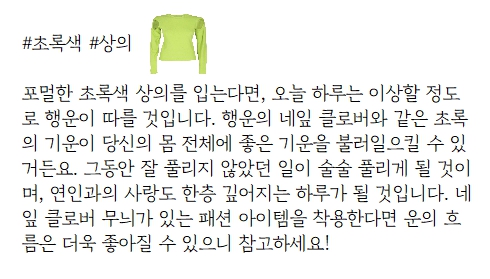 #초록색 #상의
포멀한 초록색 상의를 입는다면, 오늘 하루는 이상할 정도
로 행운이 따를 것입니다. 행운의 네잎 클로버와 같은 초록
의 기운이 당신의 몸 전체에 좋은 기운을 불러일으킬 수 있
거든요. 그동안 잘 풀리지 않았던 일이 술술 풀리게 될 것이
며, 연인과의 사랑도 한층 깊어지는 하루가 될 것입니다. 네
잎 클로버 무늬가 있는 패션 아이템을 착용한다면 운의 흐
름은 더욱 좋아질 수 있으니 참고하세요!